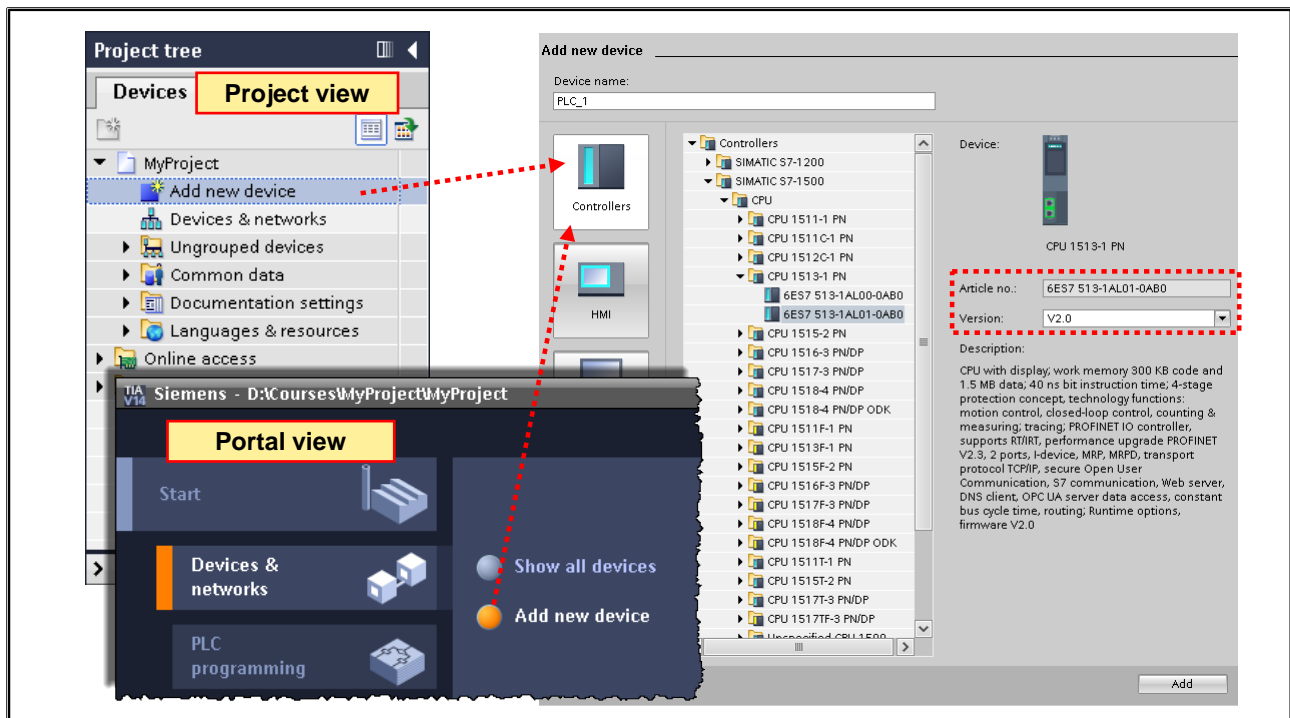 Project tree
Devices
Project view
MyProject
Add new device
Devices & networks
Ungrouped devices
Common data
Documentation settings
Languages & resources
Online access
TIA
V14
Siemens - D:\Courses\MyProject\MyProject
Portal view
Start
Devices &
networks
PLC
programming
Show all devices
Add new device
Add new device
Device name:
PLC_1
Controllers
HMI
Controllers
SIMATIC S7-1200
SIMATIC S7-1500
CPU
CPU 1511-1 PN
CPU 1511C-1 PN
CPU 1512C-1 PN
CPU 1513-1 PN
6ES7 513-1AL00-0AB0
6ES7 513-1AL01-0AB0
CPU 1515-2 PN
CPU 1516-3 PN/DP
CPU 1517-3 PN/DP
CPU 1518-4 PN/DP
CPU 1518-4 PN/DP ODK
CPU 1511F-1 PN
CPU 1513F-1 PN
CPU 1515F-2 PN
CPU 1516F-3 PN/DP
CPU 1517F-3 PN/DP
CPU 1518F-4 PN/DP
CPU 1518F-4 PN/DP ODK
CPU 1511T-1 PN
CPU 1515T-2 PN
CPU 1517T-3 PN/DP
CPU 1517TF-3 PN/DP
Unspecified CPU 1500
Device:
CPU 1513-1 PN
Article no.:
6ES7 513-1AL01-0AB0
Version:
V2.0
Description:
CPU with display; work memory 300 KB code and
1.5 MB data; 40 ns bit instruction time; 4-stage
protection concept, technology functions:
motion control, closed-loop control, counting &
measuring; tracing; PROFINET IO controller,
supports RT/IRT, performance upgrade PROFINET
V2.3, 2 ports, I-device, MRP, MRPD, transport
protocol TCP/IP, secure Open User
Communication, S7 communication, Web server,
DNS client, OPC UA server data access, constant
bus cycle time, routing; Runtime options,
firmware V2.0
Add